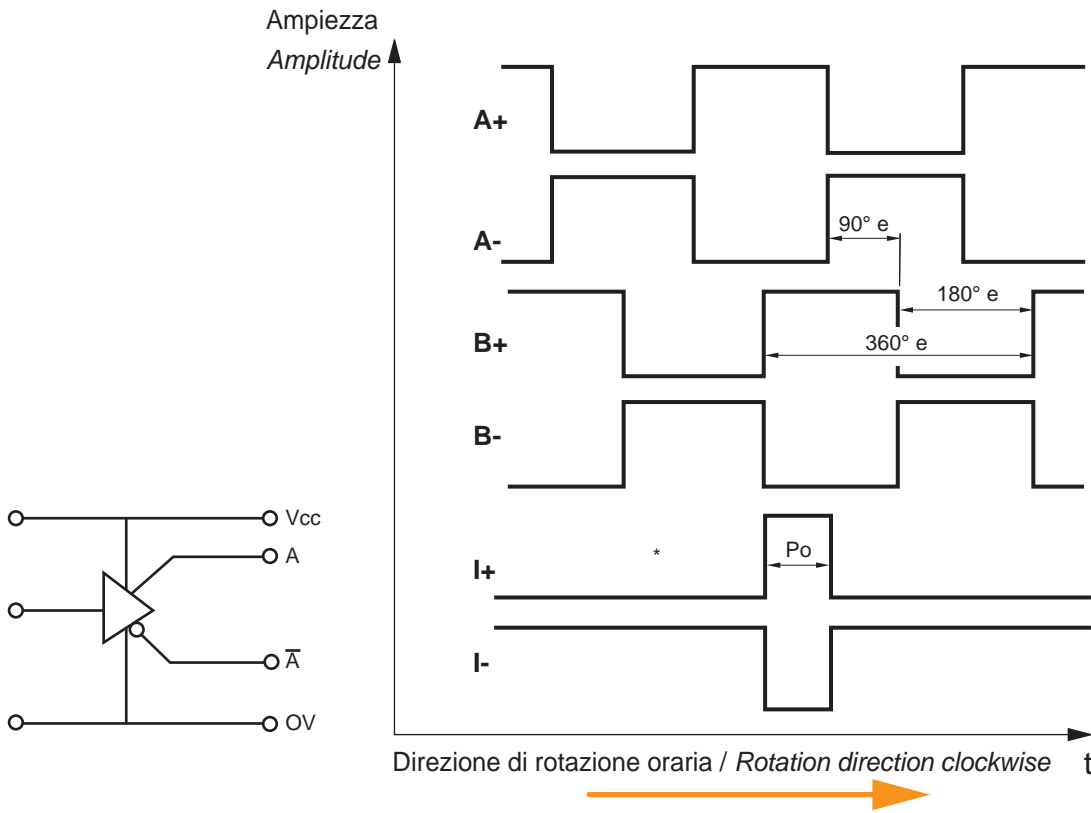 Ampiezza
Amplitude
A+
A-
90° e
180° e
B+
360° e
B-
Vcc
A
*
Po
I+
A̅
I-
OV
Direzione di rotazione oraria / Rotation direction clockwise
t